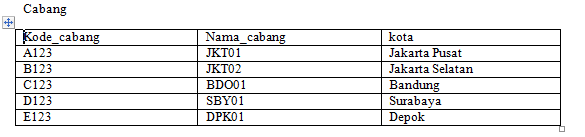 Cabang
Kode_cabang Nama_cabang kota
A123 JKT01 Jakarta Pusat
B123 JKT02 Jakarta Selatan
C123 BDO01 Bandung
D123 SBY01 Surabaya
E123 DPK01 Depok